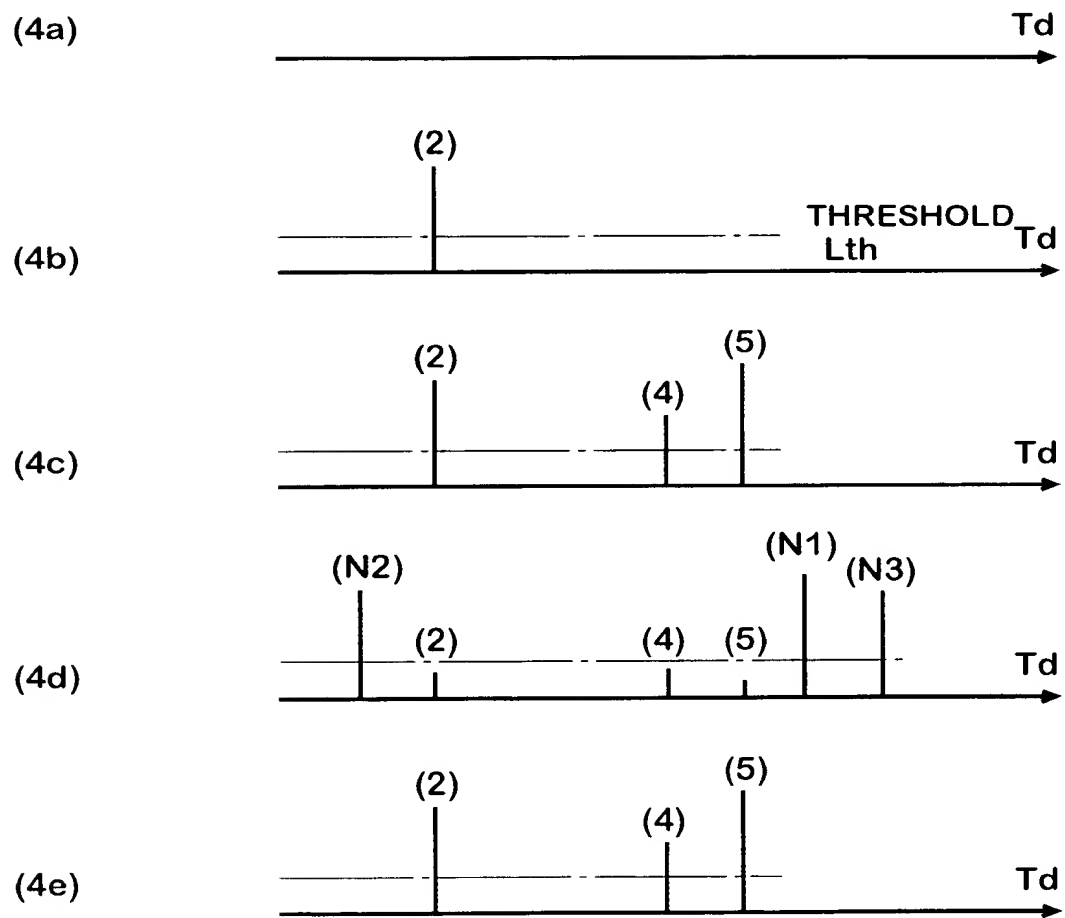 (4a)
Td
(2)
THRESHOLD
Lth
Td
(4b)
(2)
(4)
(5)
Td
(4c)
(N2)
(2)
(4)
(5)
(N1)
(N3)
Td
(4d)
(2)
(4)
(5)
Td
(4e)